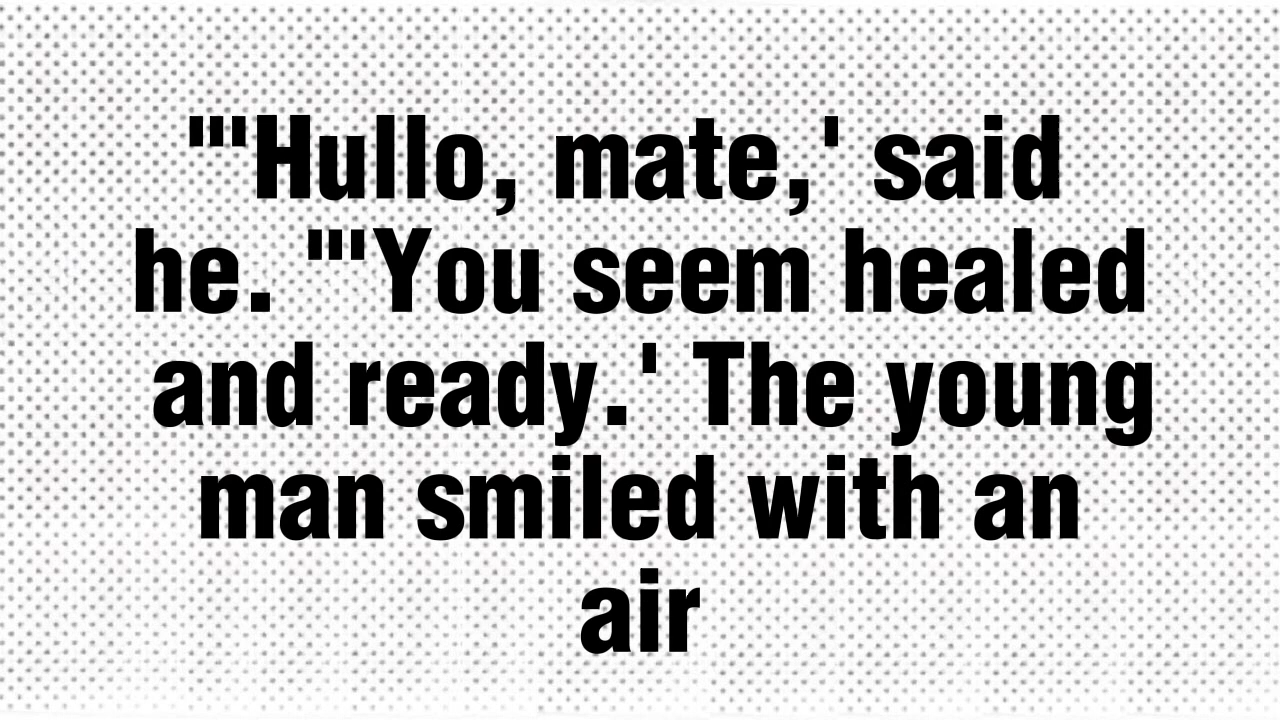 "'Hullo, mate,' said
he. "'You seem healed
and ready.' The young
man smiled with an
air